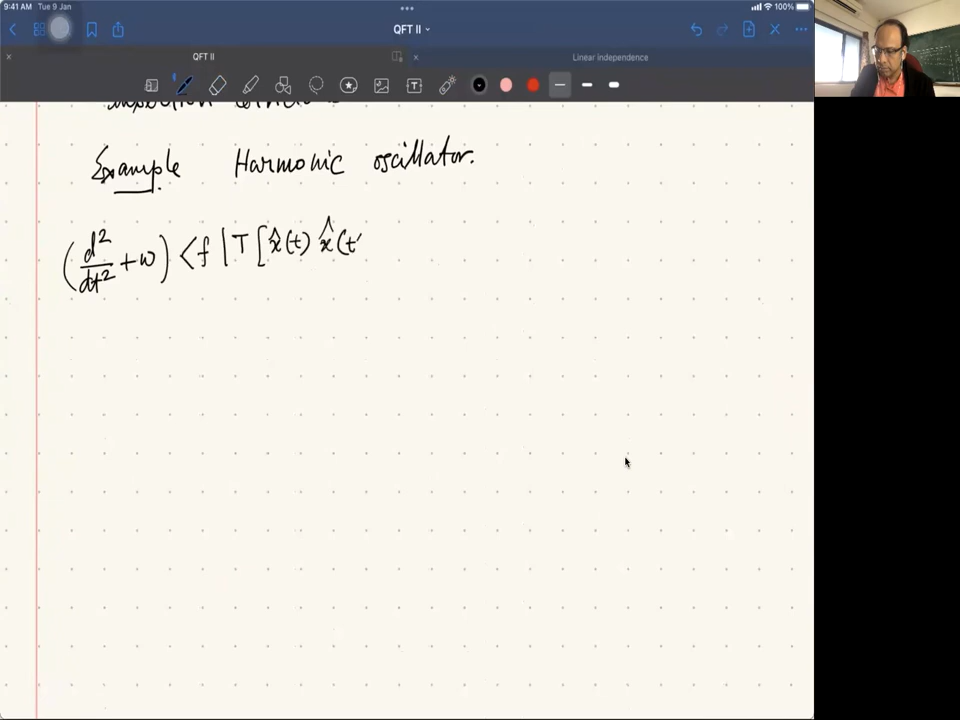 9:41 AM Tue 9 Jan
100%
QFT II
QFT II
Linear independence
Example Harmonic oscillator.
(d²/dt² + ω) <f|T[x̂(t) x̂(t'